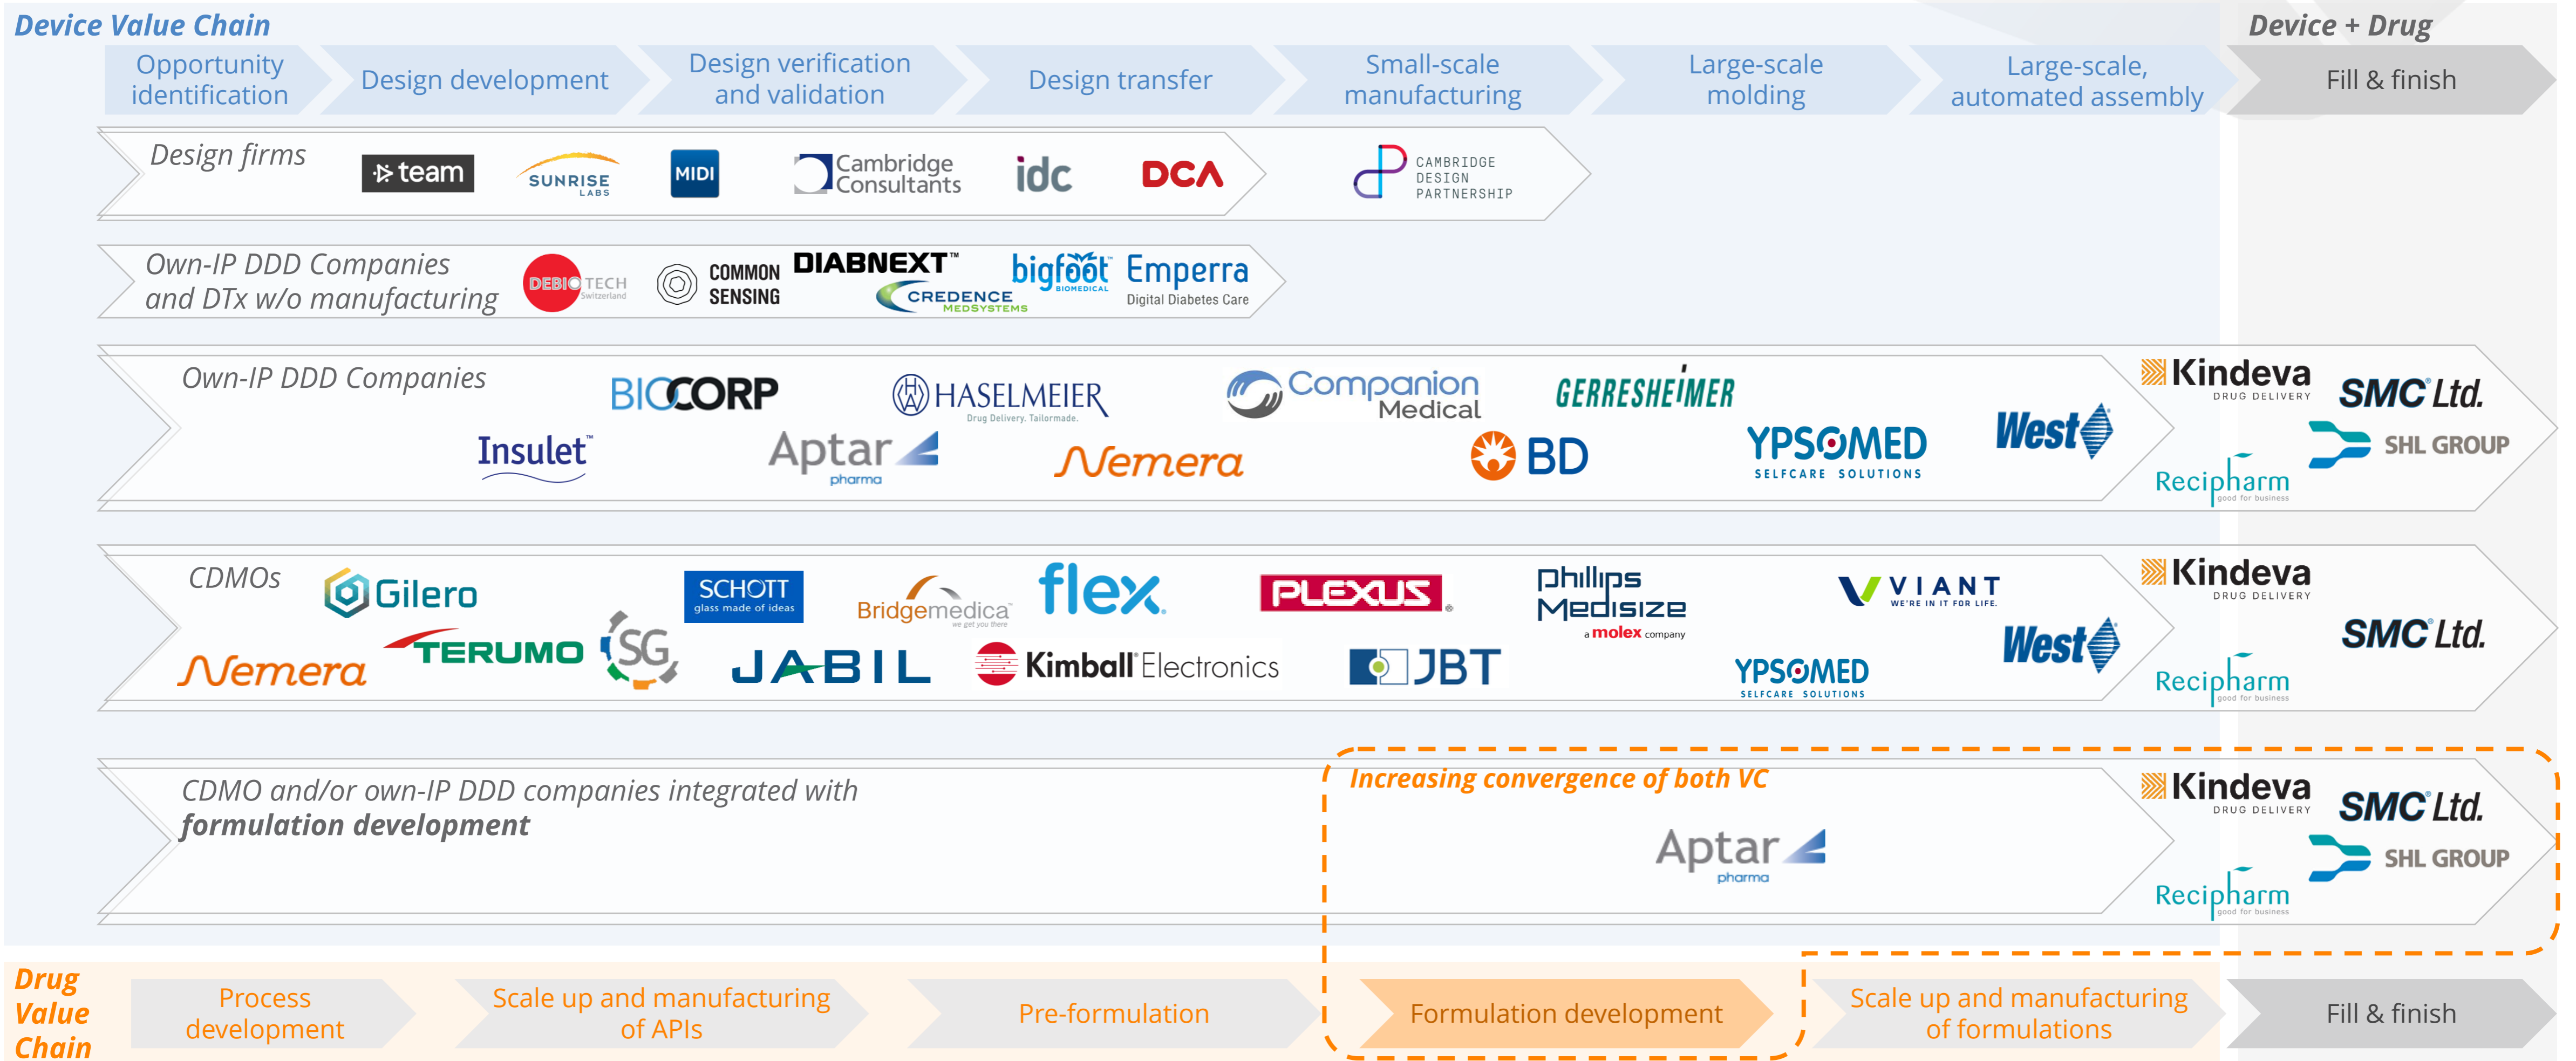 Device Value Chain
Device + Drug
Opportunity
identification
Design development
Design verification
and validation
Design transfer
Small-scale
manufacturing
Large-scale
molding
Large-scale,
automated assembly
Fill & finish
Design firms
team
SUNRISE
LABS
MIDI
Cambridge
Consultants
idc
DCA
CAMBRIDGE
DESIGN
PARTNERSHIP
Own-IP DDD Companies
and DTx w/o manufacturing
DEBIOTECH
Switzerland
COMMON
SENSING
DIABNEXT™
CREDENCE
MEDSYSTEMS
bigfoot™
BIOMEDICAL
Emperra
Digital Diabetes Care
Own-IP DDD Companies
BIOCORP
HASELMEIER
Drug Delivery. Tailormade.
Companion
Medical
GERRESHEIMER
Kindeva
DRUG DELIVERY
SMC® Ltd.
Insulet™
Aptar
pharma
Nemera
BD
YPSOMED
SELFCARE SOLUTIONS
West
SHL GROUP
Recipharm
good for business
CDMOs
Gilero
SCHOTT
glass made of ideas
Bridgemedica™
we get you there
flex®
PLEXUS®
Phillips
Medisize
a molex company
VIANT
WE'RE IN IT FOR LIFE.
Kindeva
DRUG DELIVERY
Nemera
TERUMO
SG
JABIL
Kimball® Electronics
JBT
YPSOMED
SELFCARE SOLUTIONS
West
SMC® Ltd.
Recipharm
good for business
CDMO and/or own-IP DDD companies integrated with
formulation development
Increasing convergence of both VC
Aptar
pharma
Kindeva
DRUG DELIVERY
SMC® Ltd.
SHL GROUP
Recipharm
good for business
Drug
Value
Chain
Process
development
Scale up and manufacturing
of APIs
Pre-formulation
Formulation development
Scale up and manufacturing
of formulations
Fill & finish